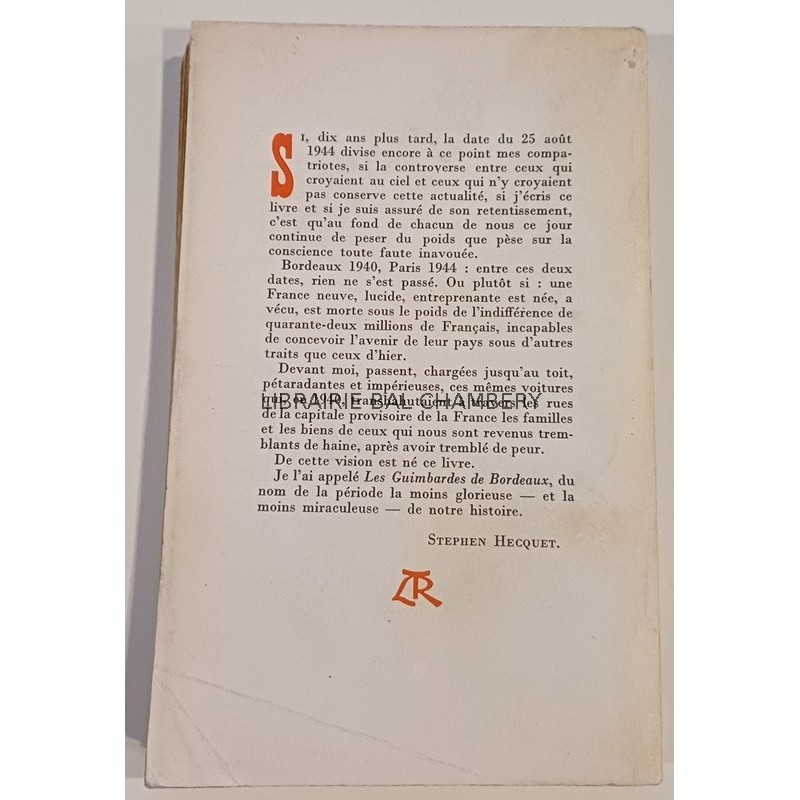 SI, dix ans plus tard, la date du 25 août
1944 divise encore à ce point mes compa-
triotes, si la controverse entre ceux qui
croyaient au ciel et ceux qui n'y croyaient
pas conserve cette actualité, si j'écris ce
livre et si je suis assuré de son retentissement,
c'est qu'au fond de chacun de nous ce jour
continue de peser du poids que pèse sur la
conscience toute faute inavouée.
Bordeaux 1940, Paris 1944 : entre ces deux
dates, rien ne s'est passé. Ou plutôt si : une
France neuve, lucide, entreprenante est née, a
vécu, est morte sous le poids de l'indifférence de
quarante-deux millions de Français, incapables
de concevoir l'avenir de leur pays sous d'autres
traits que ceux d'hier.
Devant moi, passent, chargées jusqu'au toit,
pétaradantes et impérieuses, ces mêmes voitures
qui, en 1940, transbahutaient à travers les rues
LIBRAIRIE BAL CHAMBERY
de la capitale provisoire de la France les familles
et les biens de ceux qui nous sont revenus trem-
blants de haine, après avoir tremblé de peur.
De cette vision est né ce livre.
Je l'ai appelé Les Guimbardes de Bordeaux, du
nom de la période la moins glorieuse — et la
moins miraculeuse — de notre histoire.
STEPHEN HECQUET.
LTR